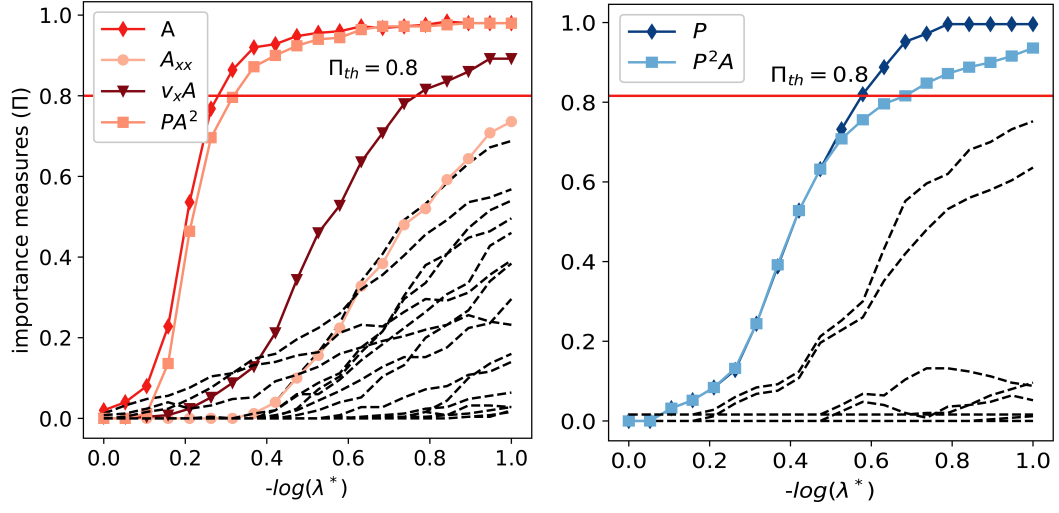 importance measures (Π)
1.0
0.8
0.6
0.4
0.2
0.0
A
A_xx
v_xA
PA²
Π_th = 0.8
0.0 0.2 0.4 0.6 0.8 1.0
-log(λ*)
1.0
0.8
0.6
0.4
0.2
0.0
P
P²A
Π_th = 0.8
0.0 0.2 0.4 0.6 0.8 1.0
-log(λ*)